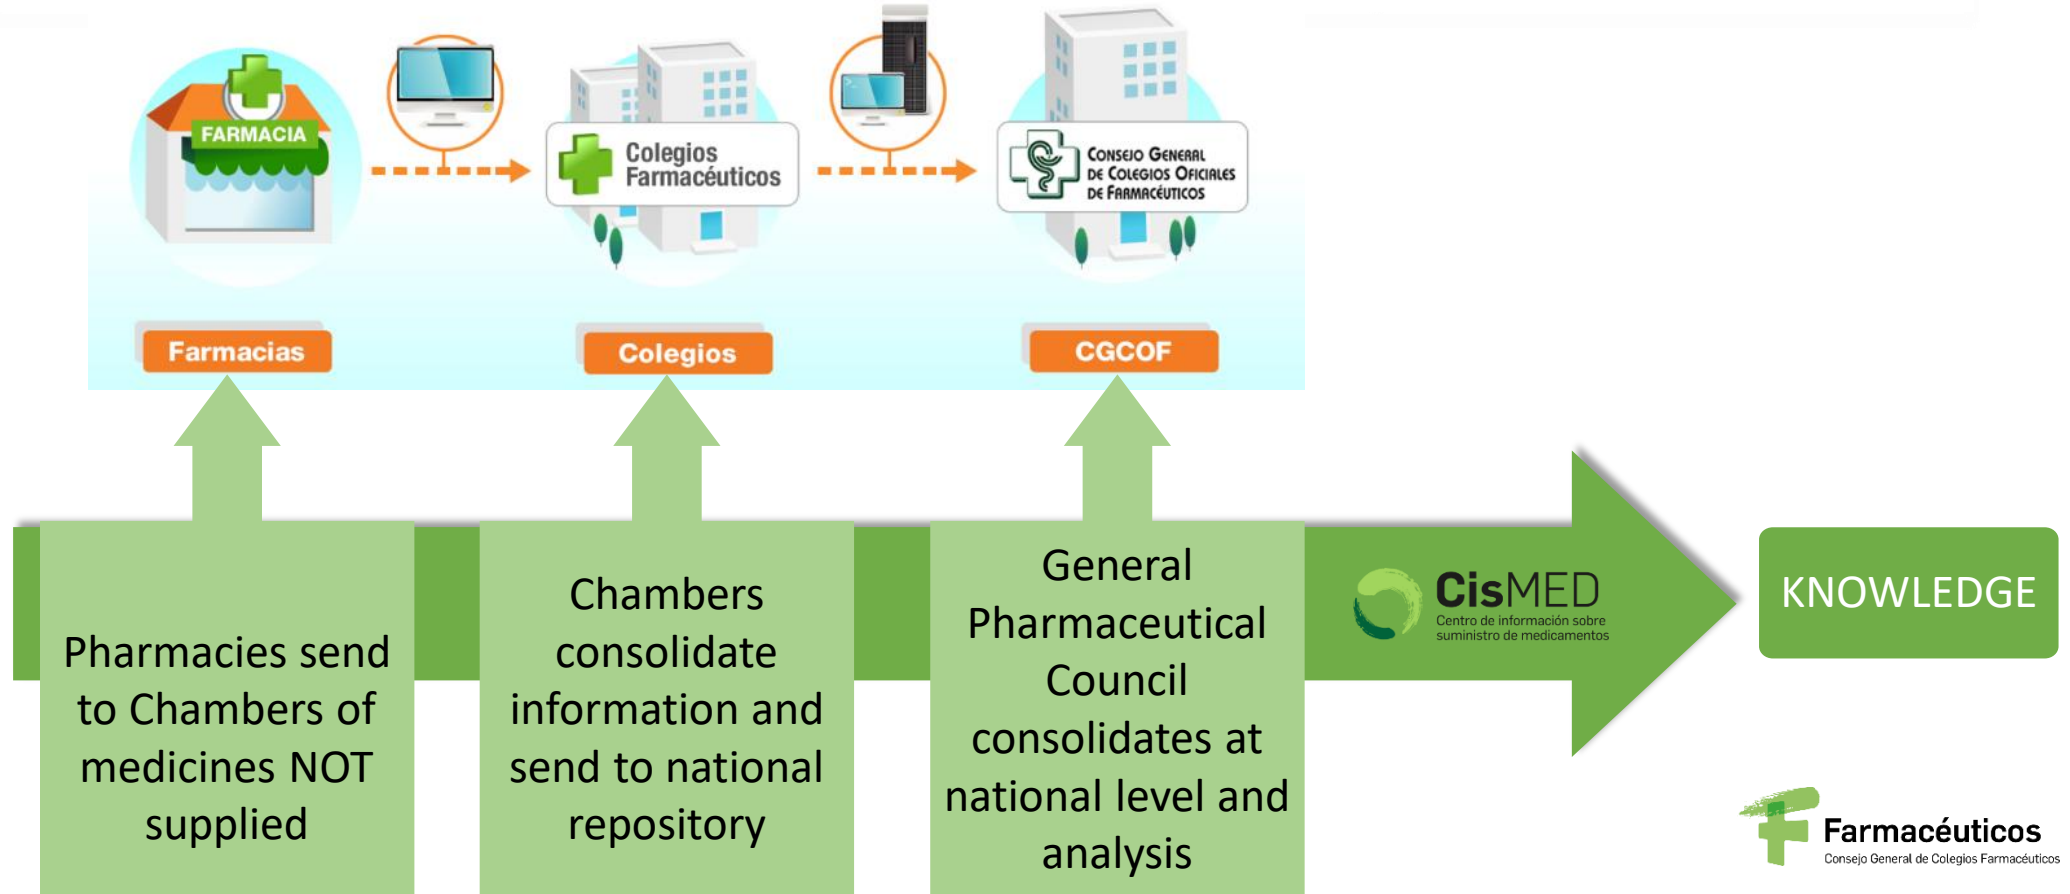 FARMACIA
Colegios
Farmacéuticos
CONSEJO GENERAL
DE COLEGIOS OFICIALES
DE FARMACÉUTICOS
Farmacias
Colegios
CGCOF
Pharmacies send
to Chambers of
medicines NOT
supplied
Chambers
consolidate
information and
send to national
repository
General
Pharmaceutical
Council
consolidates at
national level and
analysis
CisMED
Centro de información sobre
suministro de medicamentos
KNOWLEDGE
Farmacéuticos
Consejo General de Colegios Farmacéuticos